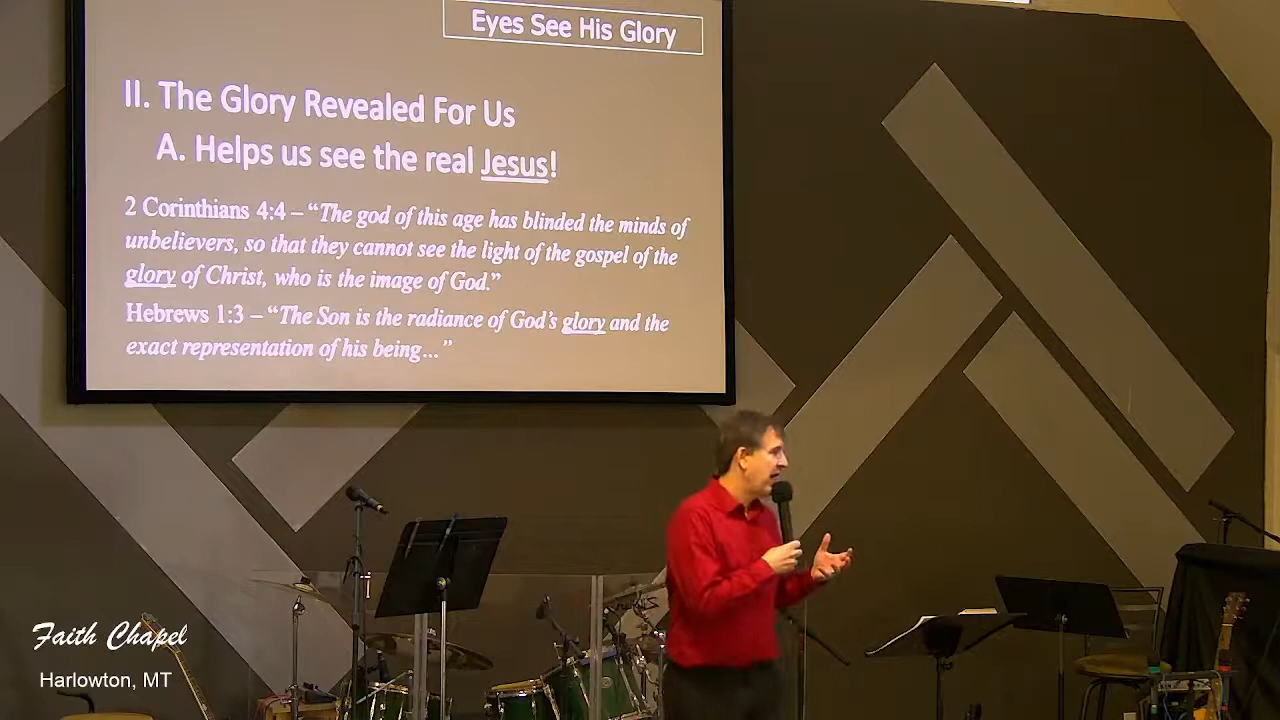 Eyes See His Glory
II. The Glory Revealed For Us
A. Helps us see the real Jesus!
2 Corinthians 4:4 – “The god of this age has blinded the minds of
unbelievers, so that they cannot see the light of the gospel of the
glory of Christ, who is the image of God.”
Hebrews 1:3 – “The Son is the radiance of God’s glory and the
exact representation of his being…”
Faith Chapel
Harlowton, MT